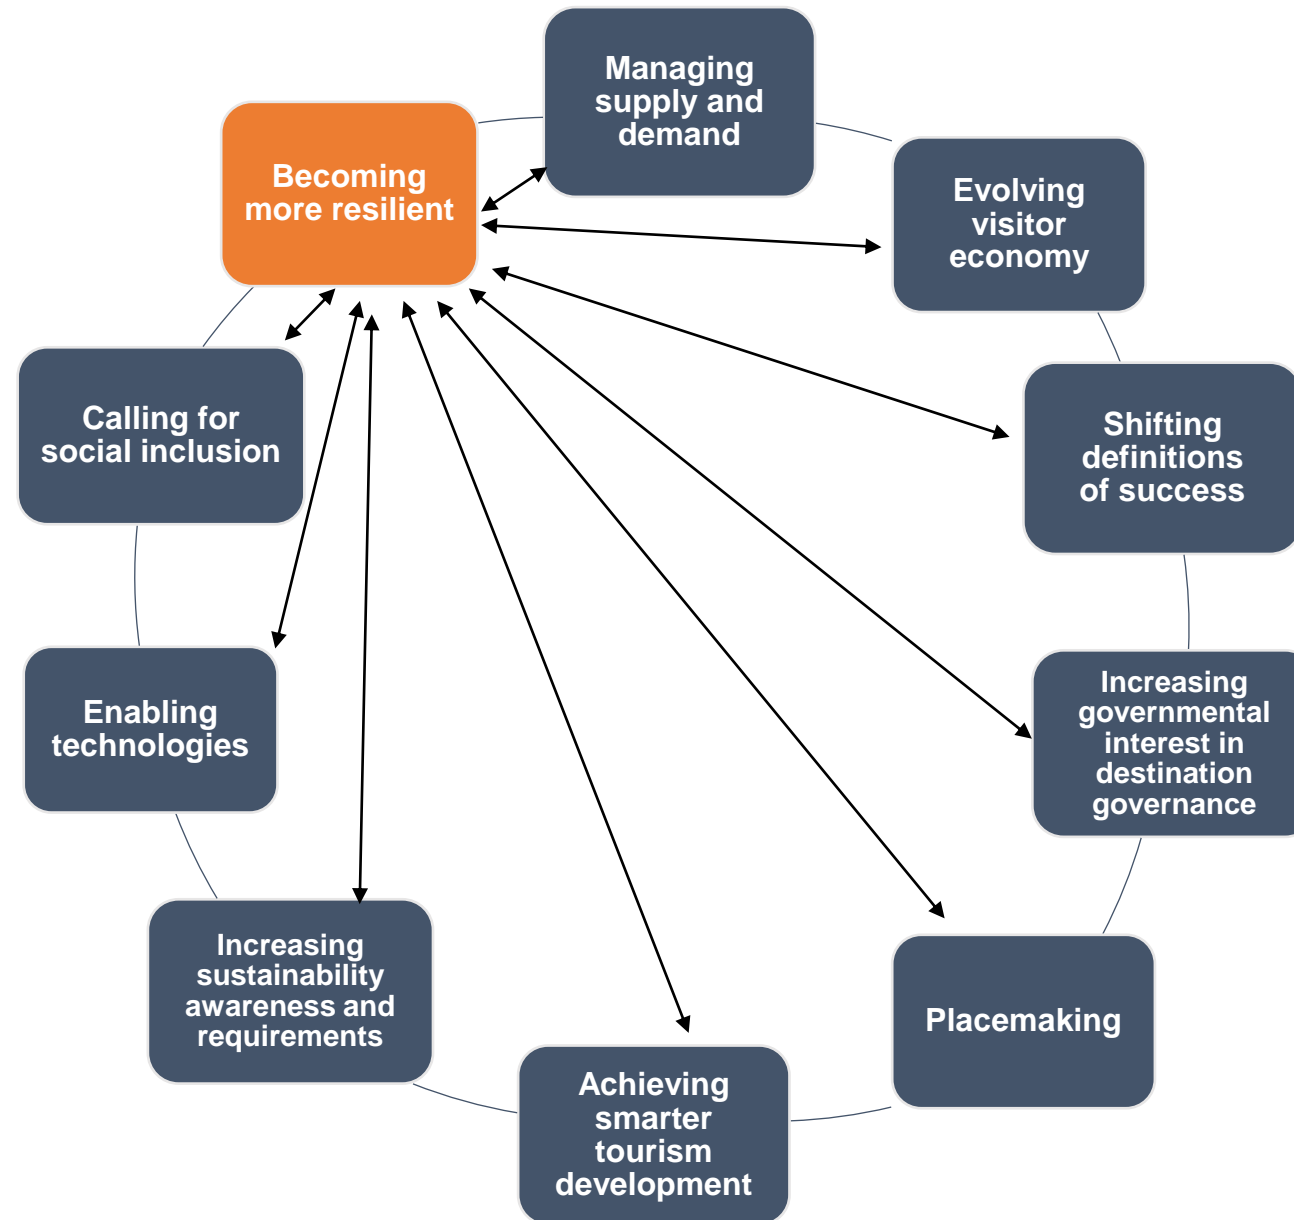 Managing
supply and
demand
Becoming
more resilient
Evolving
visitor
economy
Shifting
definitions
of success
Calling for
social inclusion
Increasing
governmental
interest in
destination
governance
Enabling
technologies
Increasing
sustainability
awareness and
requirements
Placemaking
Achieving
smarter
tourism
development